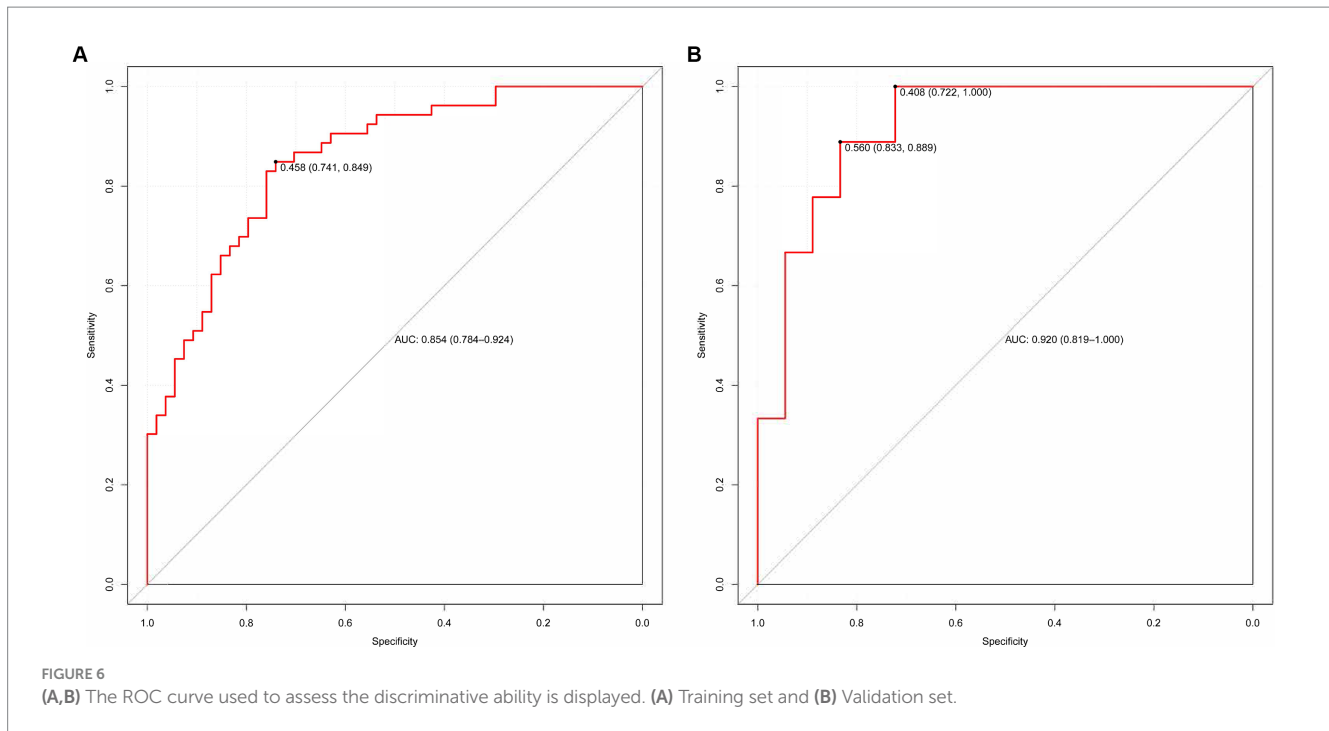 A
1.0
0.8
0.6
0.4
0.2
0.0
Sensitivity
0.458 (0.741, 0.849)
AUC: 0.854 (0.784–0.924)
1.0 0.8 0.6 0.4 0.2 0.0
Specificity
B
1.0
0.8
0.6
0.4
0.2
0.0
Sensitivity
0.408 (0.722, 1.000)
0.560 (0.833, 0.889)
AUC: 0.920 (0.819–1.000)
1.0 0.8 0.6 0.4 0.2 0.0
Specificity
FIGURE 6
(A,B) The ROC curve used to assess the discriminative ability is displayed. (A) Training set and (B) Validation set.